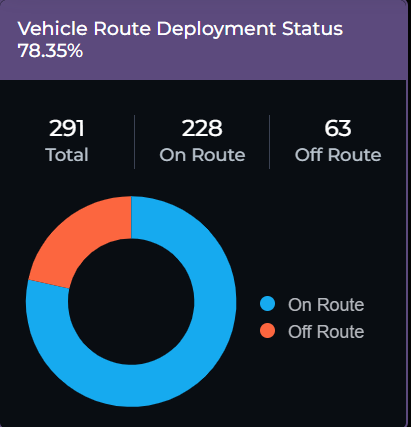 Vehicle Route Deployment Status
78.35%
291 228 63
Total On Route Off Route
On Route
Off Route